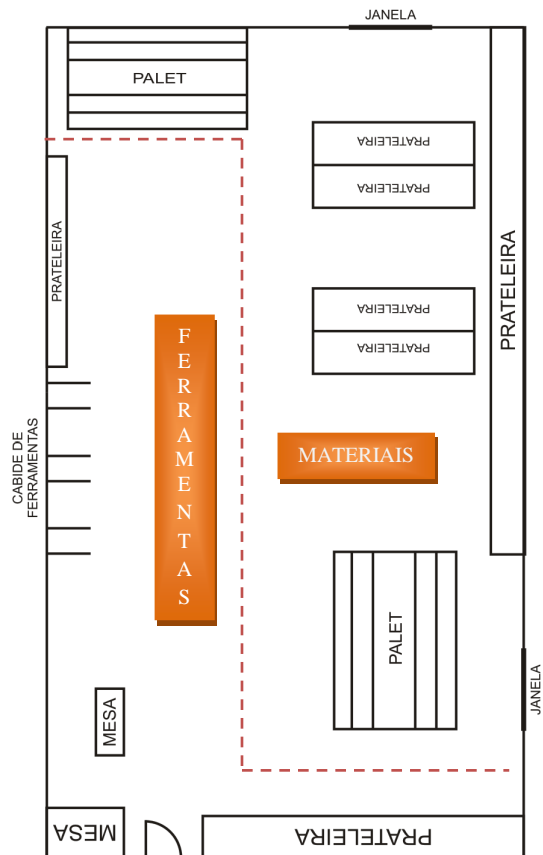 JANELA
PALET
PRATELEIRA
PRATELEIRA
PRATELEIRA
PRATELEIRA
PRATELEIRA
PRATELEIRA
FERRAMENTAS
MATERIAIS
CABIDE DE
FERRAMENTAS
PALET
JANELA
MESA
MESA
PRATELEIRA